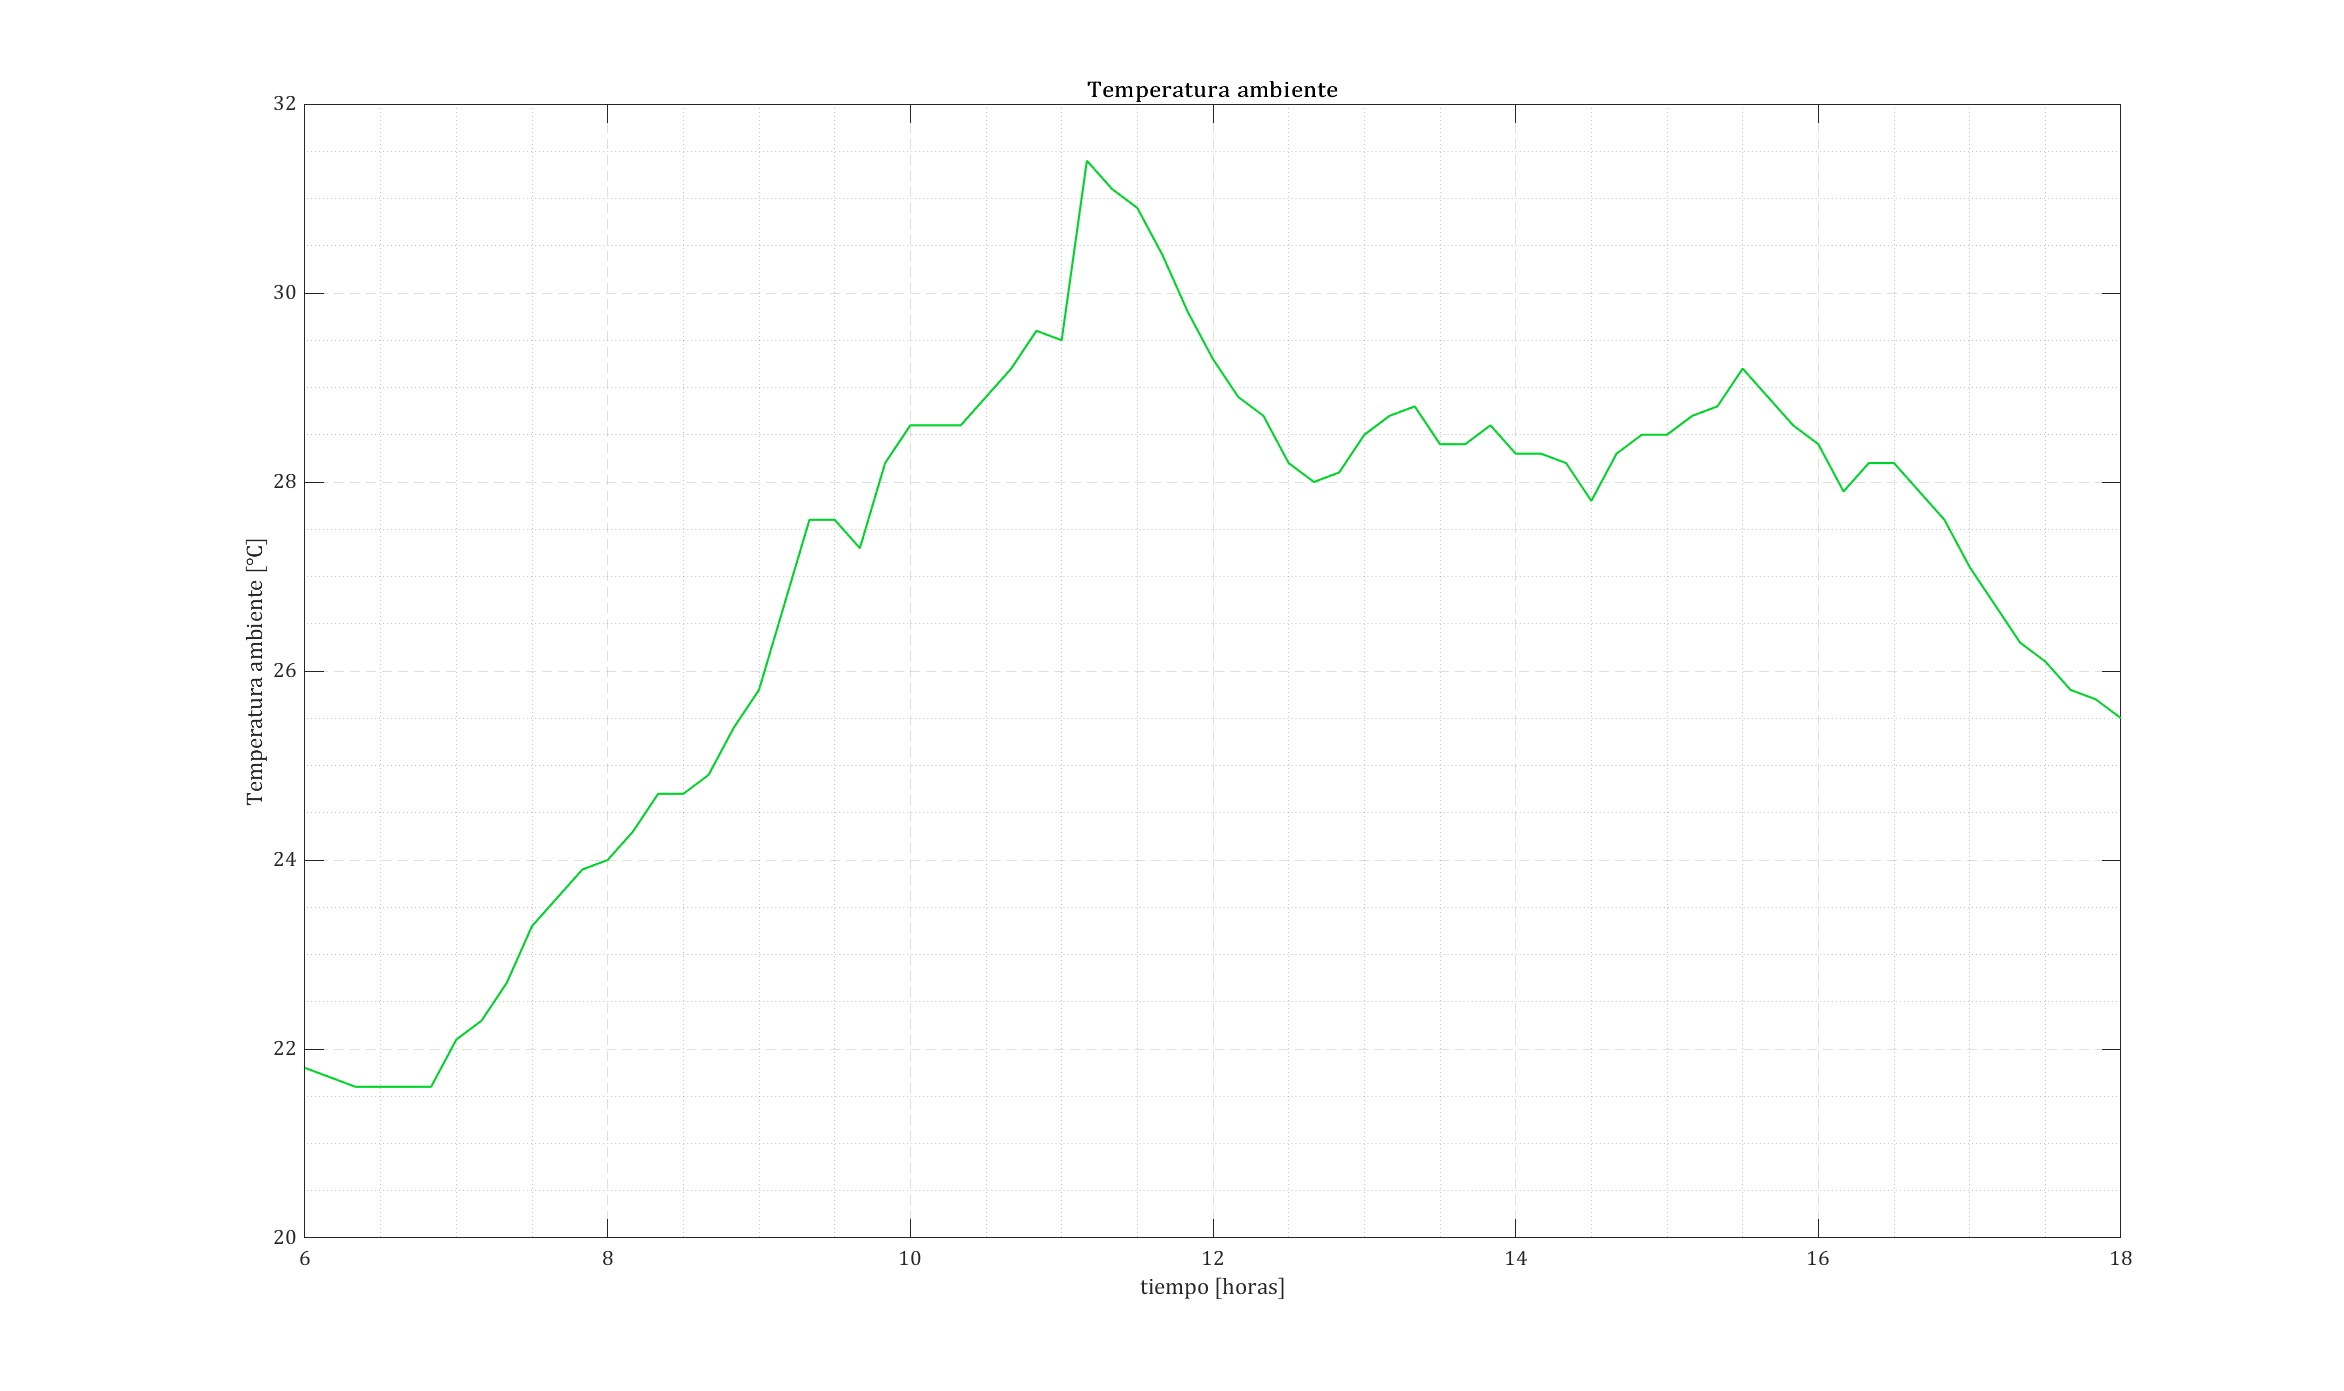 Temperatura ambiente
32
30
28
26
24
22
20
Temperatura ambiente [°C]
6 8 10 12 14 16 18
tiempo [horas]